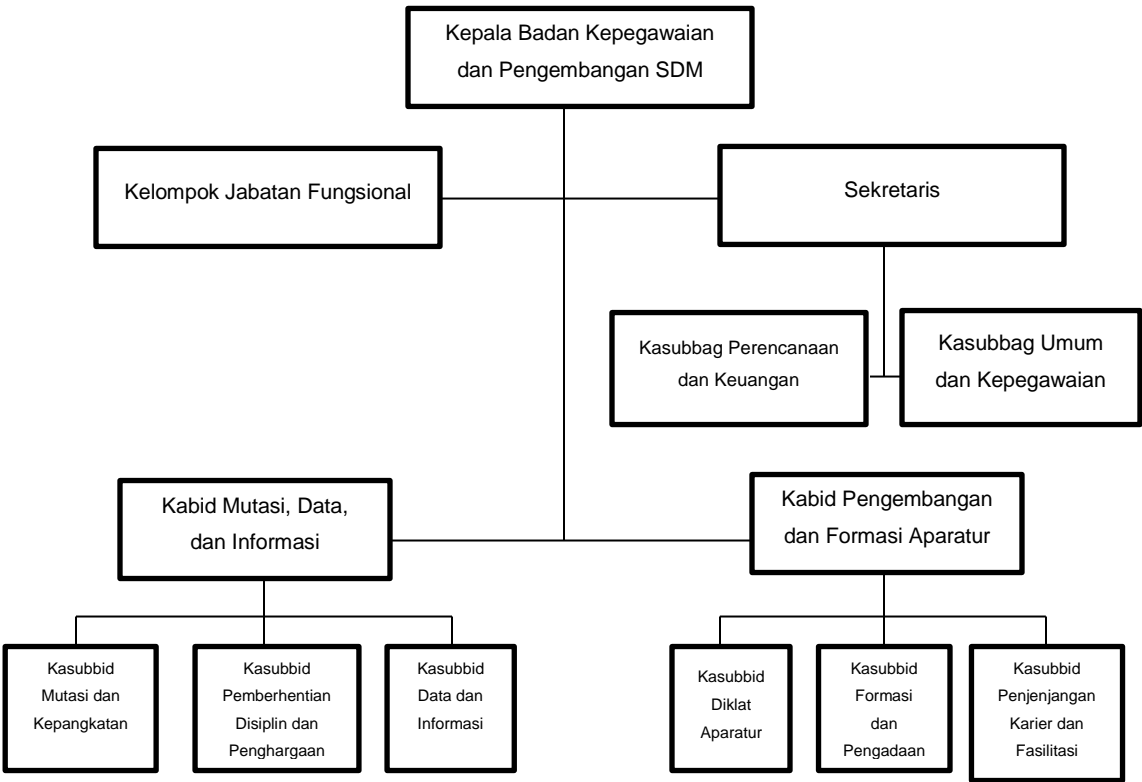 Kepala Badan Kepegawaian
dan Pengembangan SDM
Kelompok Jabatan Fungsional
Sekretaris
Kasubbag Perencanaan
dan Keuangan
Kasubbag Umum
dan Kepegawaian
Kabid Mutasi, Data,
dan Informasi
Kabid Pengembangan
dan Formasi Aparatur
Kasubbid
Mutasi dan
Kepangkatan
Kasubbid
Pemberhentian
Disiplin dan
Penghargaan
Kasubbid
Data dan
Informasi
Kasubbid
Diklat
Aparatur
Kasubbid
Formasi
dan
Pengadaan
Kasubbid
Penjenjangan
Karier dan
Fasilitasi